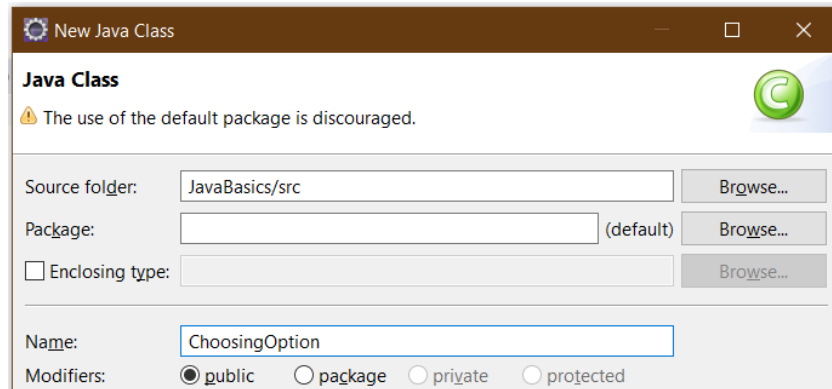 New Java Class
Java Class
The use of the default package is discouraged.
Source folder: JavaBasics/src Browse...
Package: (default) Browse...
Enclosing type: Browse...
Name: ChoosingOption
Modifiers: public package private protected